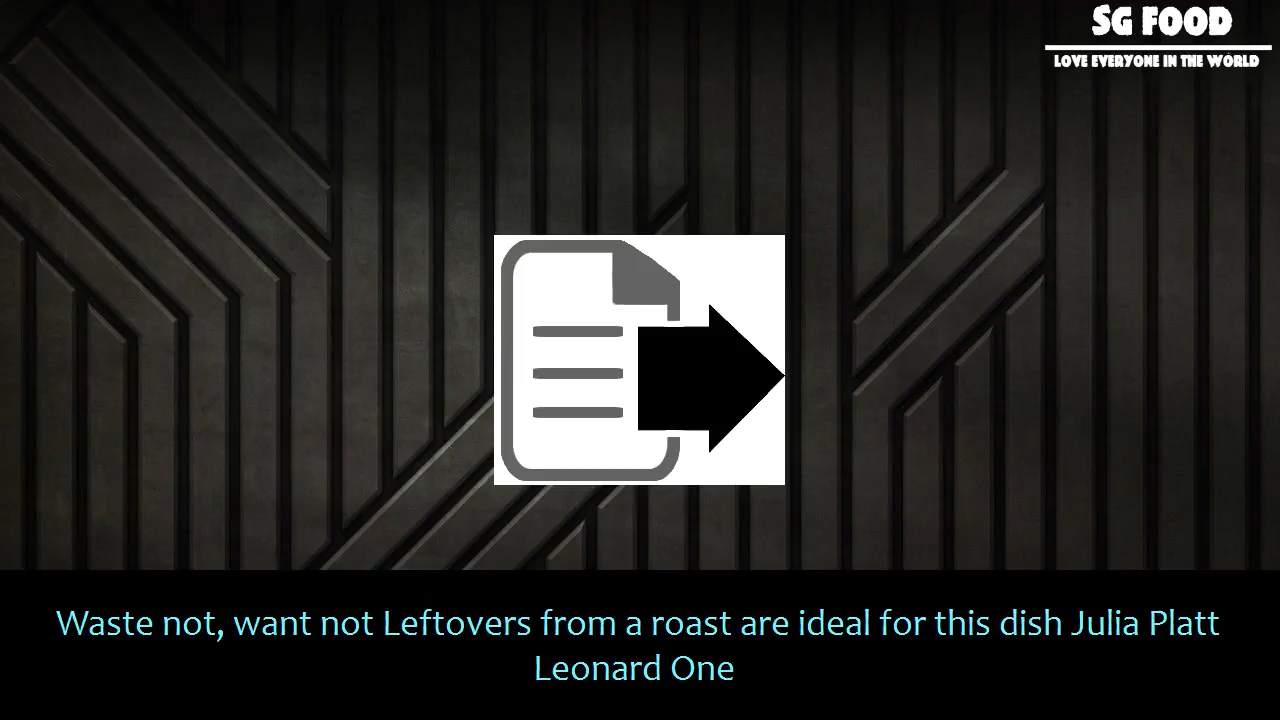 SG FOOD
LOVE EVERYONE IN THE WORLD
Waste not, want not Leftovers from a roast are ideal for this dish Julia Platt
Leonard One